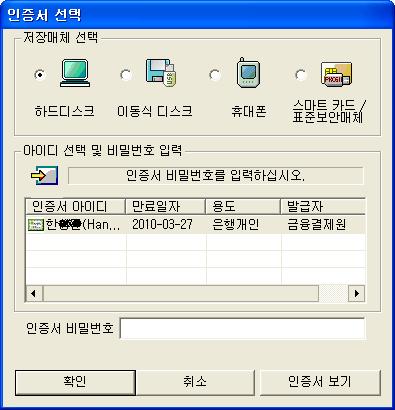 인증서 선택
저장매체 선택
하드디스크
이동식 디스크
휴대폰
스마트 카드 /
표준보안매체
USB
PKCS11
아이디 선택 및 비밀번호 입력
인증서 비밀번호를 입력하십시오.
인증서 아이디 만료일자 용도 발급자
한 (Han... 2010-03-27 은행개인 금융결제원
인증서 비밀번호
확인 취소 인증서 보기